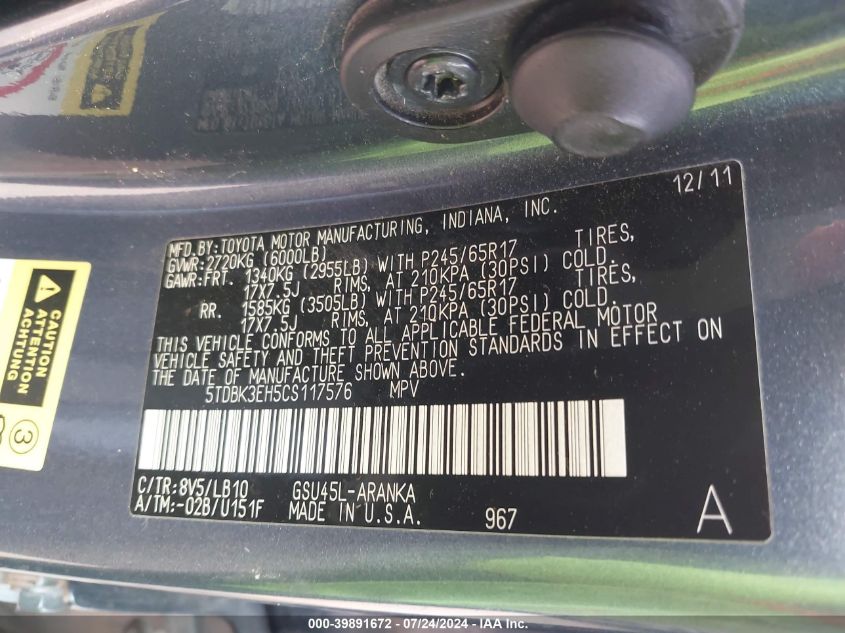 12/11
MFD.BY:TOYOTA MOTOR MANUFACTURING, INDIANA, INC.
GVWR:2720KG (6000LB)
GAWR:FRT. 1340KG (2955LB) WITH P245/65R17 TIRES,
17X7.5J RIMS, AT 210KPA (30PSI) COLD.
RR. 1585KG (3505LB) WITH P245/65R17 TIRES,
17X7.5J RIMS, AT 210KPA (30PSI) COLD.
THIS VEHICLE CONFORMS TO ALL APPLICABLE FEDERAL MOTOR
VEHICLE SAFETY AND THEFT PREVENTION STANDARDS IN EFFECT ON
THE DATE OF MANUFACTURE SHOWN ABOVE.
5TDBK3EH5CS117576 MPV
C/TR:8V5/LB10 GSU45L-ARANKA
A/TM:-02B/U151F MADE IN U.S.A. 967 A
CAUTION
ATTENTION
ACHTUNG
3
000-39891672 / 07/24/2024 - IAA Inc.